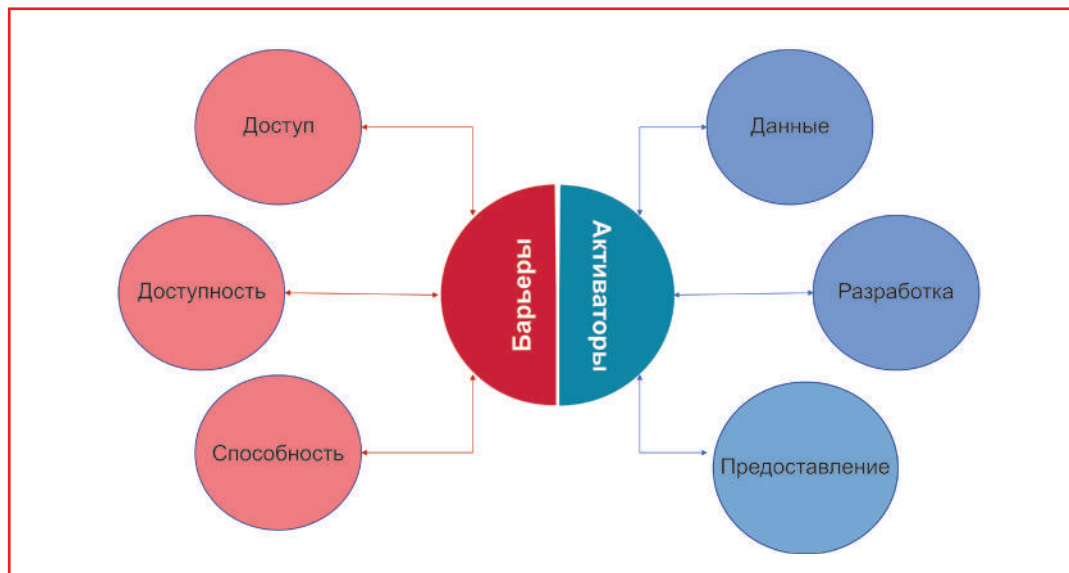 Доступ
Доступность
Способность
Барьеры
Активаторы
Данные
Разработка
Предоставление